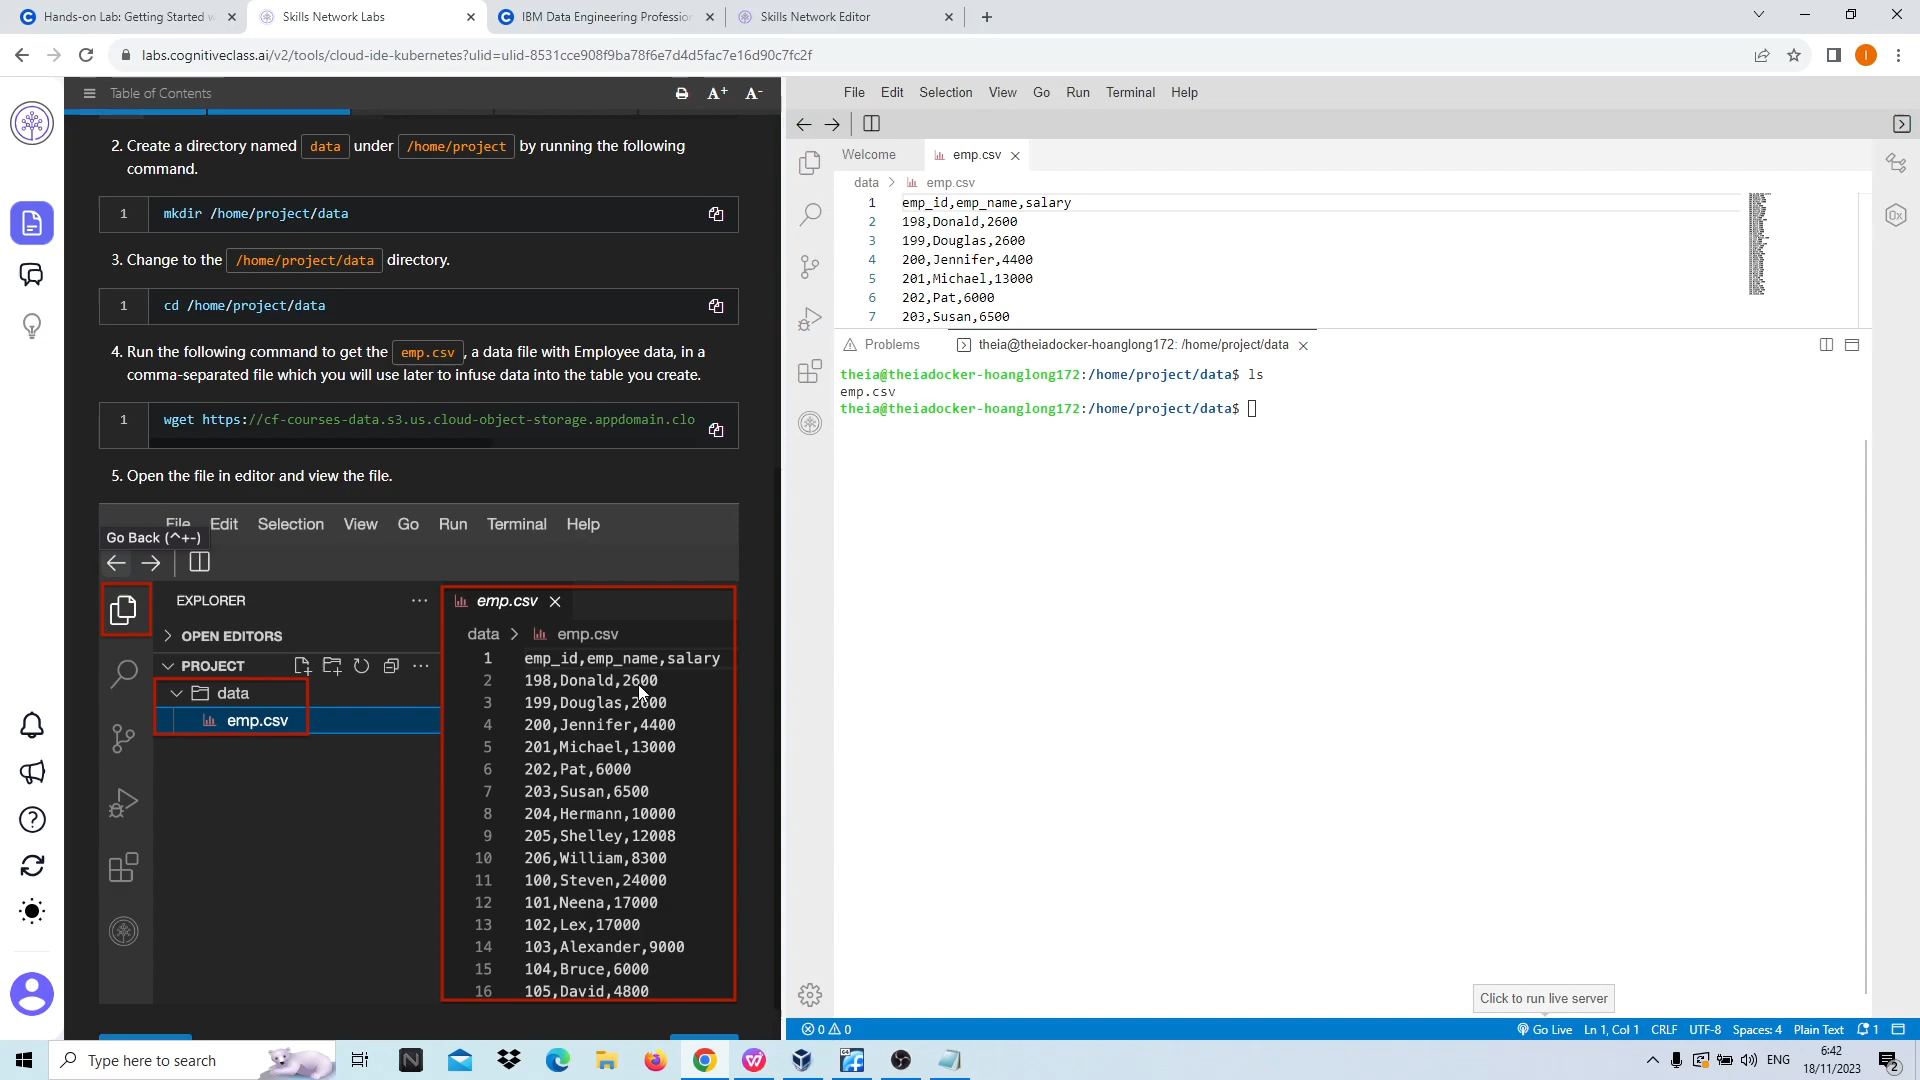 Hands-on Lab: Getting Started w
Skills Network Labs
IBM Data Engineering Profession
Skills Network Editor
labs.cognitiveclass.ai/v2/tools/cloud-ide-kubernetes?ulid=ulid-8531cce908f9ba78f6e7d4d5fac7e16d90c7fc2f
I
Table of Contents
A+
A-
2. Create a directory named data under /home/project by running the following
command.
1 mkdir /home/project/data
3. Change to the /home/project/data directory.
1 cd /home/project/data
4. Run the following command to get the emp.csv, a data file with Employee data, in a
comma-separated file which you will use later to infuse data into the table you create.
1 wget https://cf-courses-data.s3.us.cloud-object-storage.appdomain.clo
5. Open the file in editor and view the file.
File Edit Selection View Go Run Terminal Help
Go Back (^+-)
EXPLORER
OPEN EDITORS
PROJECT
data
emp.csv
emp.csv
data > emp.csv
1 emp_id,emp_name,salary
2 198,Donald,2600
3 199,Douglas,2600
4 200,Jennifer,4400
5 201,Michael,13000
6 202,Pat,6000
7 203,Susan,6500
8 204,Hermann,10000
9 205,Shelley,12008
10 206,William,8300
11 100,Steven,24000
12 101,Neena,17000
13 102,Lex,17000
14 103,Alexander,9000
15 104,Bruce,6000
16 105,David,4800
File Edit Selection View Go Run Terminal Help
Welcome
emp.csv
data > emp.csv
1 emp_id,emp_name,salary
2 198,Donald,2600
3 199,Douglas,2600
4 200,Jennifer,4400
5 201,Michael,13000
6 202,Pat,6000
7 203,Susan,6500
Problems
theia@theiadocker-hoanglong172: /home/project/data
theia@theiadocker-hoanglong172:/home/project/data$ ls
emp.csv
theia@theiadocker-hoanglong172:/home/project/data$
0x
Click to run live server
0 0
Go Live Ln 1, Col 1 CRLF UTF-8 Spaces: 4 Plain Text 1
Type here to search
N
64
ENG
6:42
18/11/2023
2